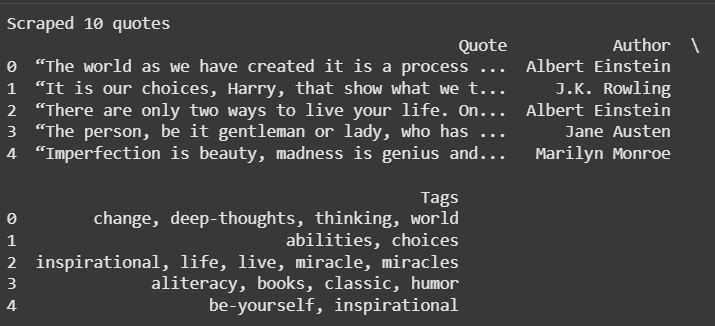 Scraped 10 quotes
Quote Author \
0 “The world as we have created it is a process ... Albert Einstein
1 “It is our choices, Harry, that show what we t... J.K. Rowling
2 “There are only two ways to live your life. On... Albert Einstein
3 “The person, be it gentleman or lady, who has ... Jane Austen
4 “Imperfection is beauty, madness is genius and... Marilyn Monroe
Tags
0 change, deep-thoughts, thinking, world
1 abilities, choices
2 inspirational, life, live, miracle, miracles
3 aliteracy, books, classic, humor
4 be-yourself, inspirational